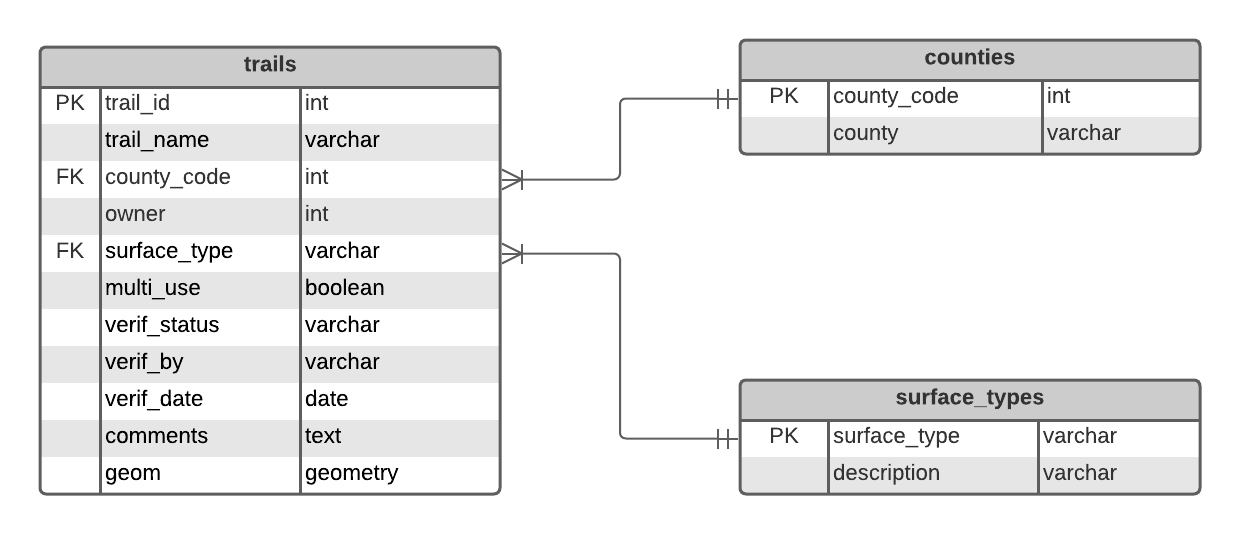 trails
PK trail_id int
trail_name varchar
FK county_code int
owner int
FK surface_type varchar
multi_use boolean
verif_status varchar
verif_by varchar
verif_date date
comments text
geom geometry
counties
PK county_code int
county varchar
surface_types
PK surface_type varchar
description varchar